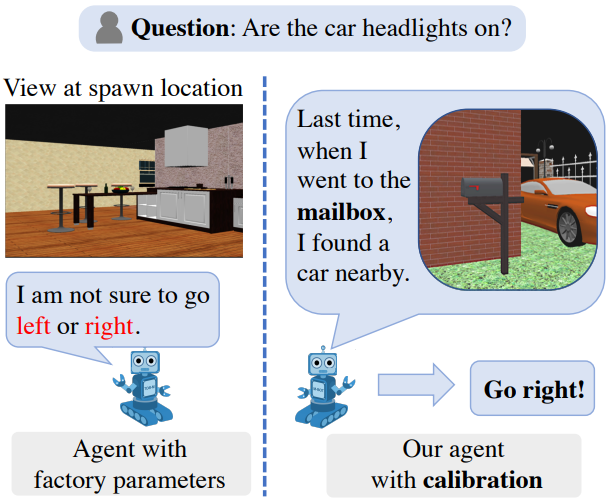 Question: Are the car headlights on?
View at spawn location
I am not sure to go
left or right.
Agent with
factory parameters
Last time,
when I
went to the
mailbox,
I found a
car nearby.
Go right!
Our agent
with calibration